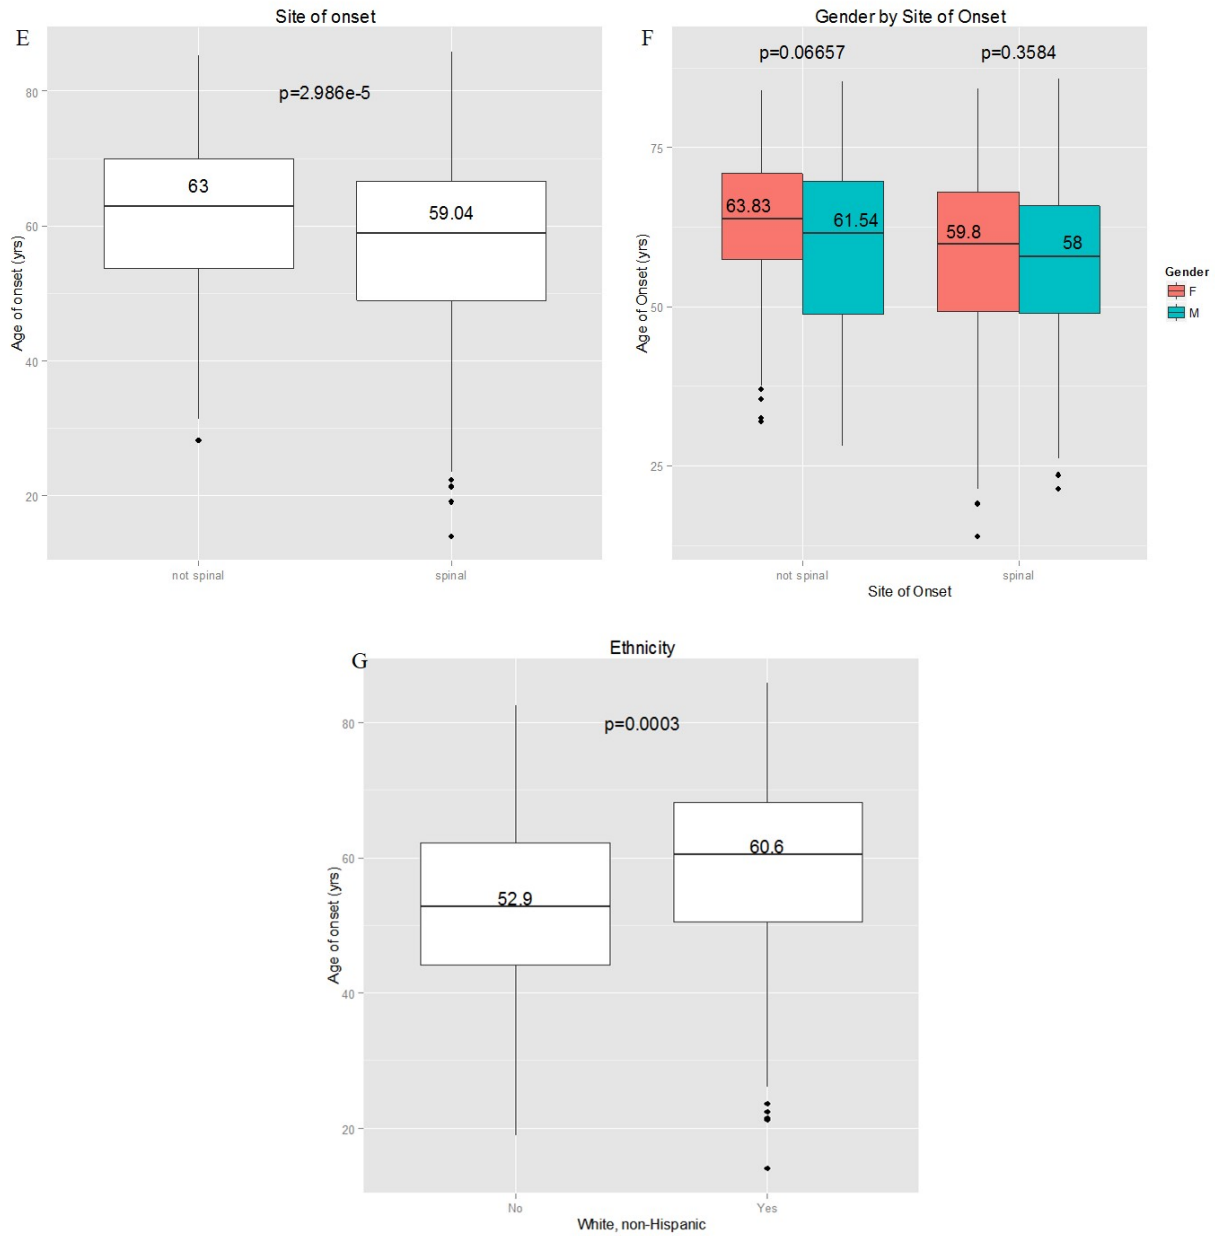 E
Site of onset
p=2.986e-5
80
60
40
20
63
59.04
Age of onset (yrs)
not spinal
spinal
F
Gender by Site of Onset
p=0.06657
p=0.3584
75
50
25
63.83
61.54
59.8
58
Age of Onset (yrs)
not spinal
spinal
Site of Onset
Gender
F
M
G
Ethnicity
p=0.0003
80
60
40
20
52.9
60.6
Age of onset (yrs)
No
Yes
White, non-Hispanic